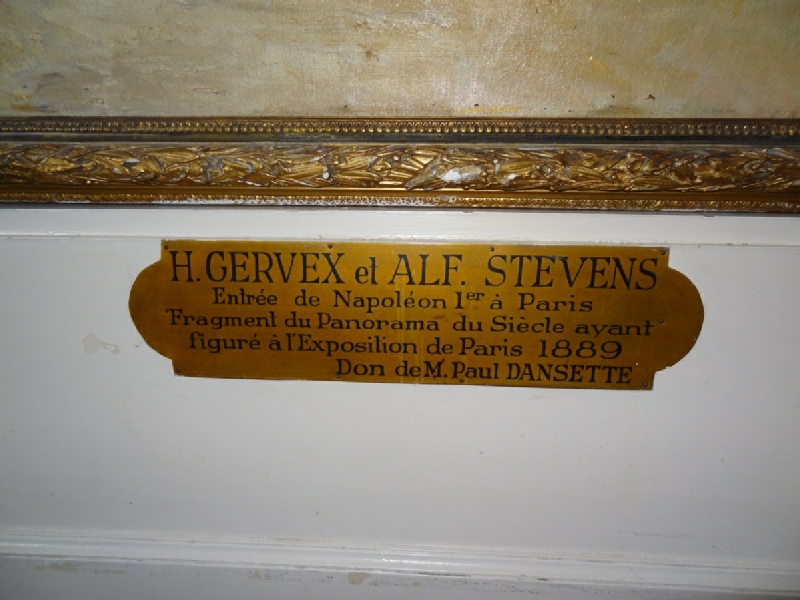 H. GERVEX et ALF. STEVENS
Entrée de Napoléon 1er à Paris
Fragment du Panorama du Siècle ayant
figuré à l'Exposition de Paris 1889
Don de M. Paul DANSETTE